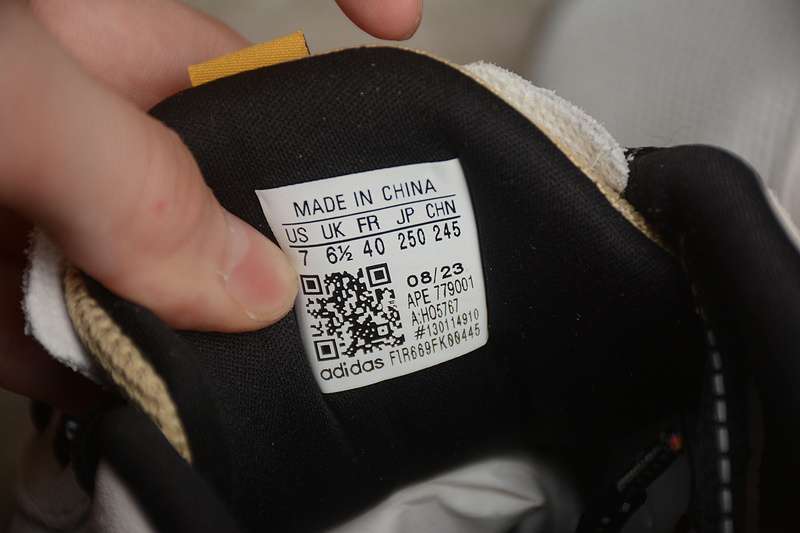 MADE IN CHINA
US UK FR JP CHN
7 6½ 40 250 245
08/23
APE 779001
A:HQ5767
#130114910
adidas F1R669FK00445